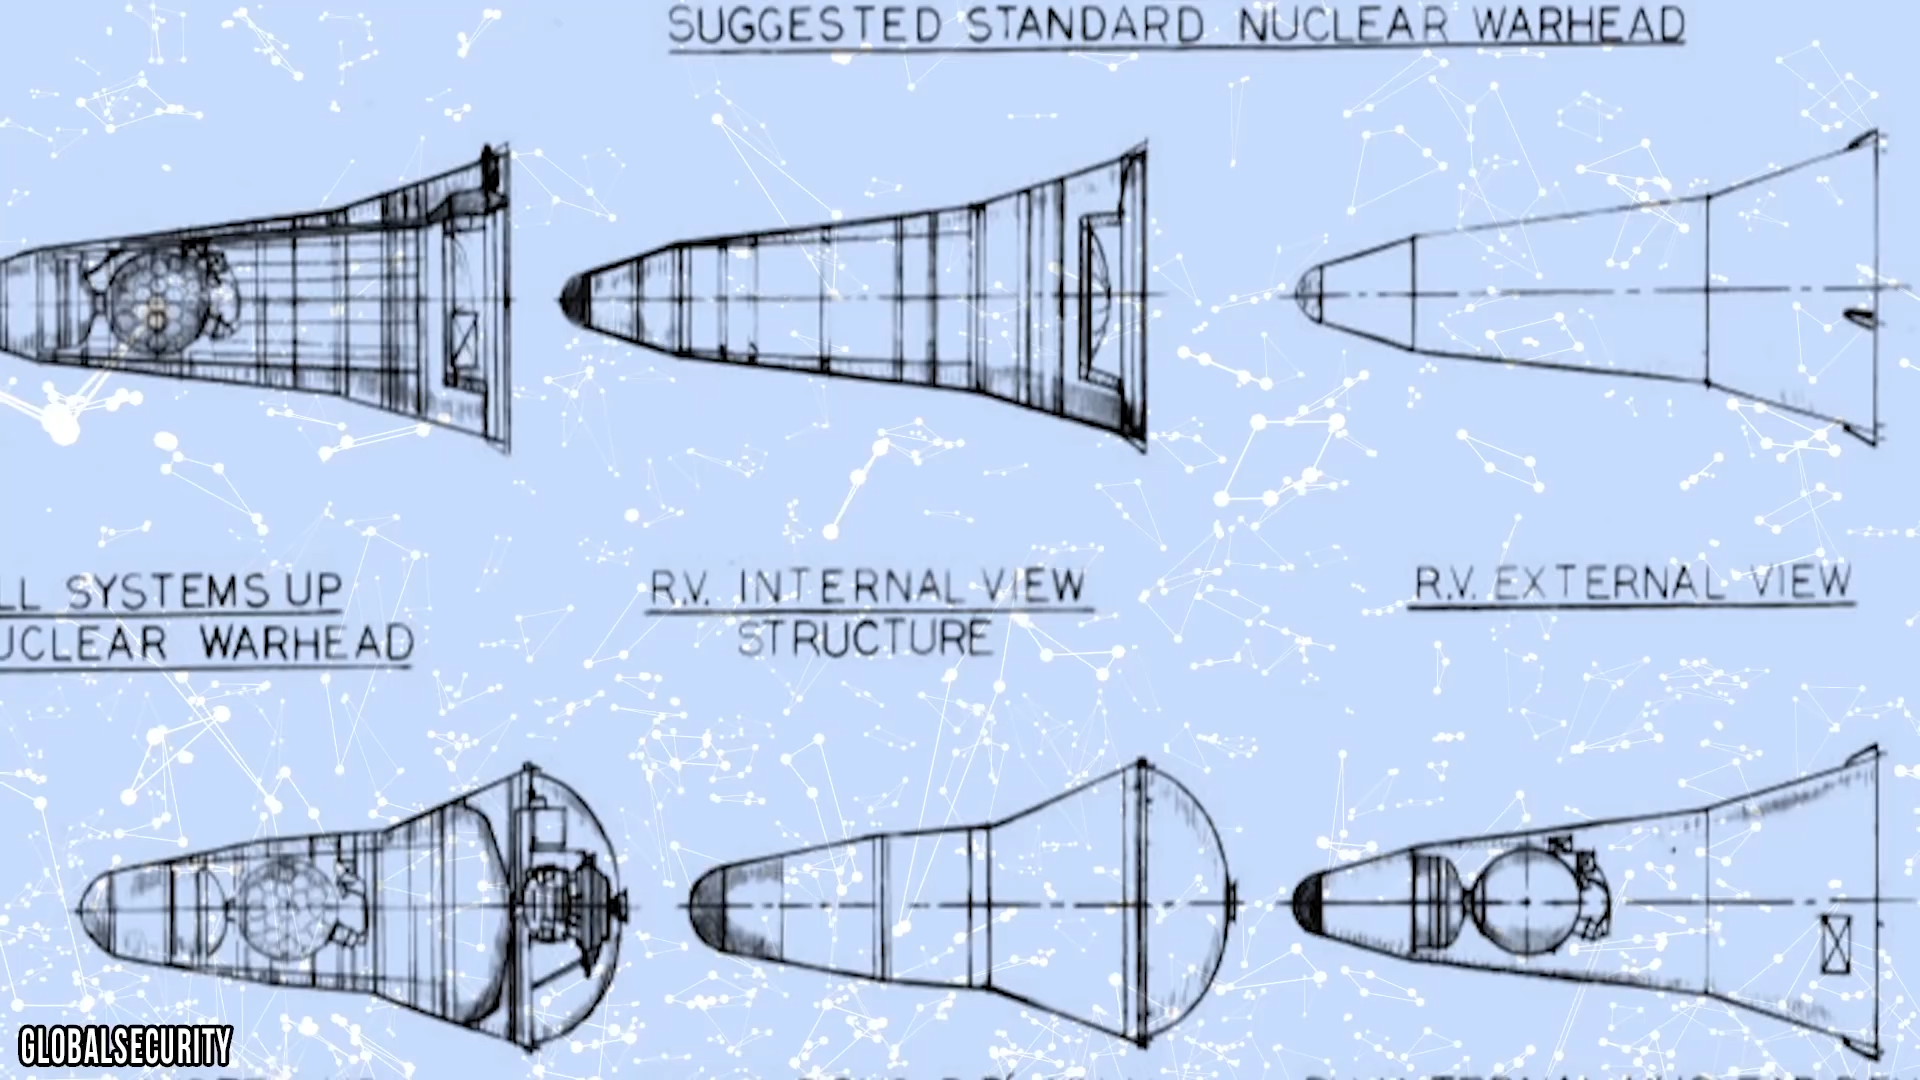 SUGGESTED STANDARD NUCLEAR WARHEAD
LL SYSTEMS UP
UCLEAR WARHEAD
R.V. INTERNAL VIEW
STRUCTURE
R.V. EXTERNAL VIEW
GLOBALSECURITY